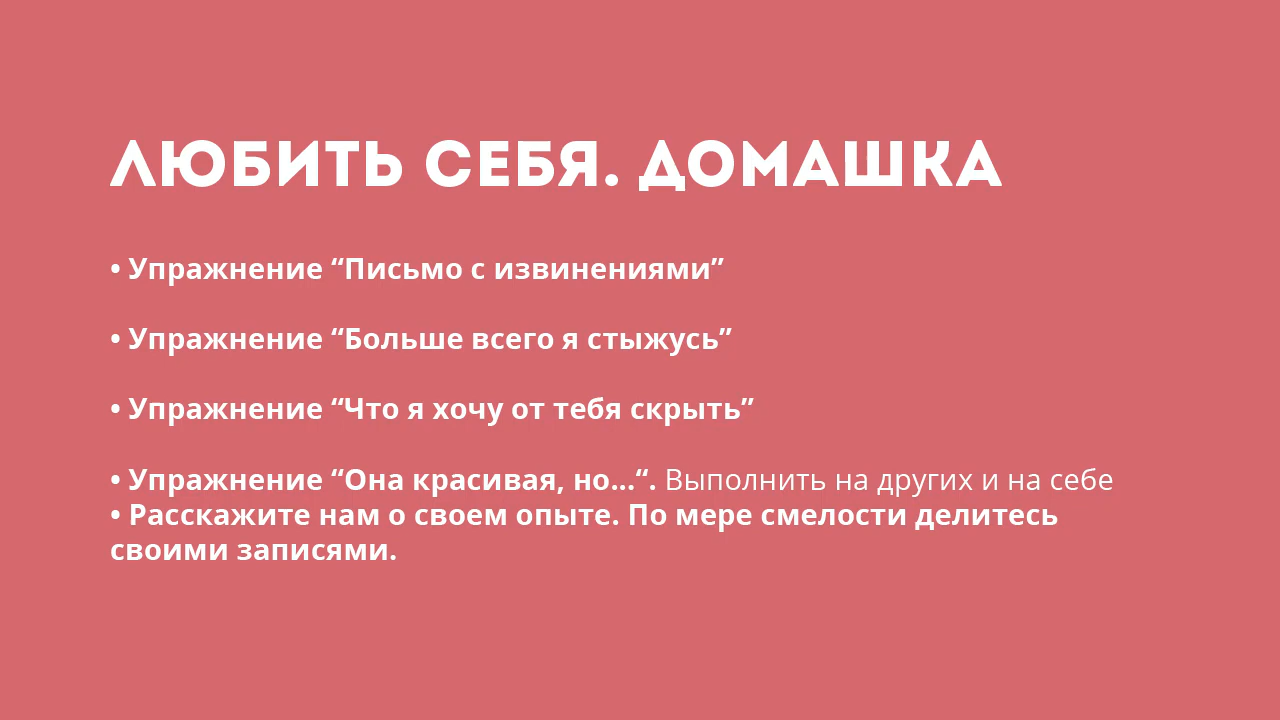 ЛЮБИТЬ СЕБЯ. ДОМАШКА
• Упражнение “Письмо с извинениями”
• Упражнение “Больше всего я стыжусь”
• Упражнение “Что я хочу от тебя скрыть”
• Упражнение “Она красивая, но...“. Выполнить на других и на себе
• Расскажите нам о своем опыте. По мере смелости делитесь
своими записями.